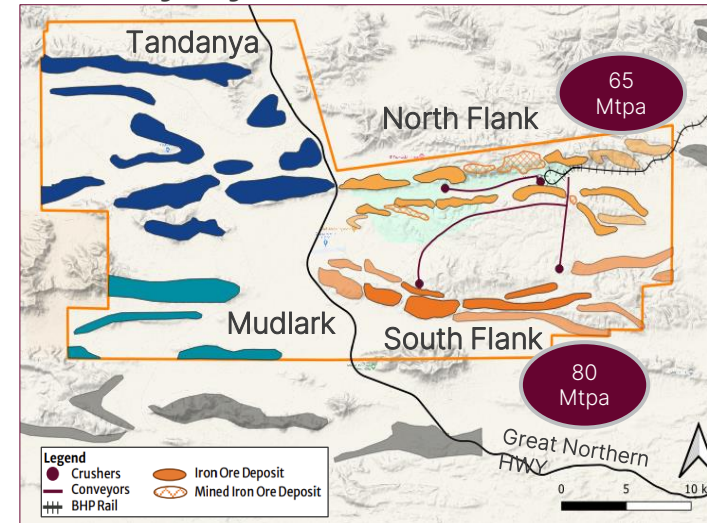 Tandanya
65
Mtpa
North Flank
Mudlark
South Flank
80
Mtpa
Great Northern
HWY
Legend
Crushers
Conveyors
BHP Rail
Iron Ore Deposit
Mined Iron Ore Deposit
0 5 10 k